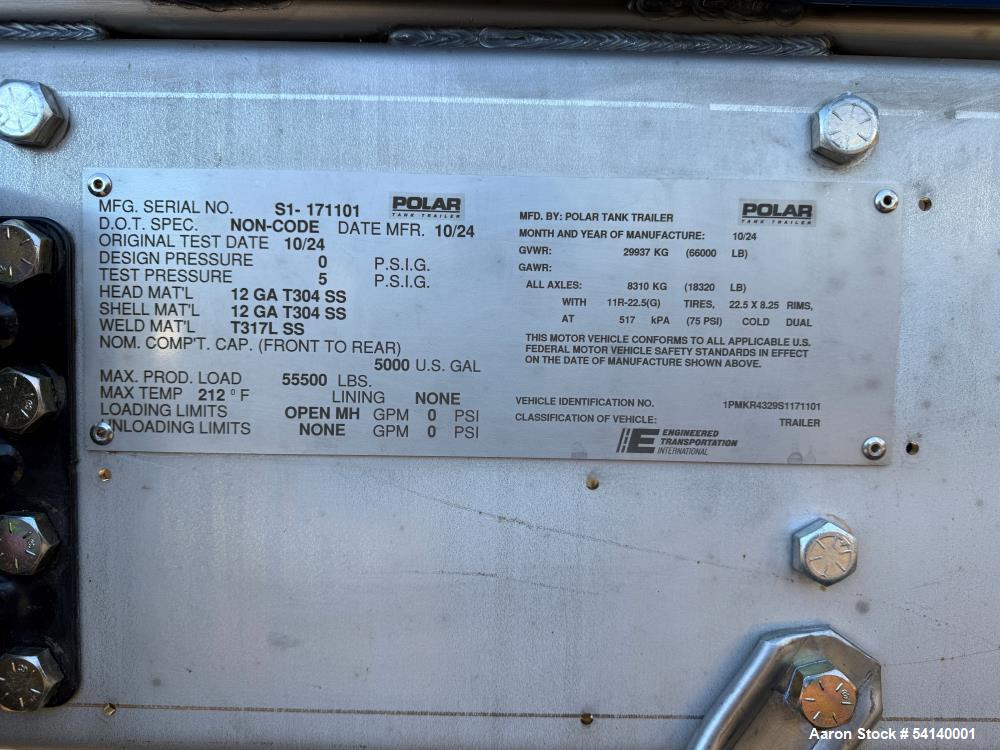 MFG. SERIAL NO. S1- 171101 POLAR TANK TRAILER
D.O.T. SPEC. NON-CODE DATE MFR. 10/24
ORIGINAL TEST DATE 10/24
DESIGN PRESSURE 0 P.S.I.G.
TEST PRESSURE 5 P.S.I.G.
HEAD MAT'L 12 GA T304 SS
SHELL MAT'L 12 GA T304 SS
WELD MAT'L T317L SS
NOM. COMP'T. CAP. (FRONT TO REAR)
5000 U.S. GAL
MAX. PROD. LOAD 55500 LBS.
MAX TEMP 212 ° F LINING NONE
LOADING LIMITS OPEN MH GPM 0 PSI
UNLOADING LIMITS NONE GPM 0 PSI
MFD. BY: POLAR TANK TRAILER POLAR TANK TRAILER
MONTH AND YEAR OF MANUFACTURE: 10/24
GVWR: 29937 KG (66000 LB)
GAWR:
ALL AXLES: 8310 KG (18320 LB)
WITH 11R-22.5(G) TIRES, 22.5 X 8.25 RIMS,
AT 517 kPA (75 PSI) COLD DUAL
THIS MOTOR VEHICLE CONFORMS TO ALL APPLICABLE U.S.
FEDERAL MOTOR VEHICLE SAFETY STANDARDS IN EFFECT
ON THE DATE OF MANUFACTURE SHOWN ABOVE.
VEHICLE IDENTIFICATION NO. 1PMKR4329S1171101
CLASSIFICATION OF VEHICLE: TRAILER
E ENGINEERED
TRANSPORTATION
INTERNATIONAL
Aaron Stock # 54140001